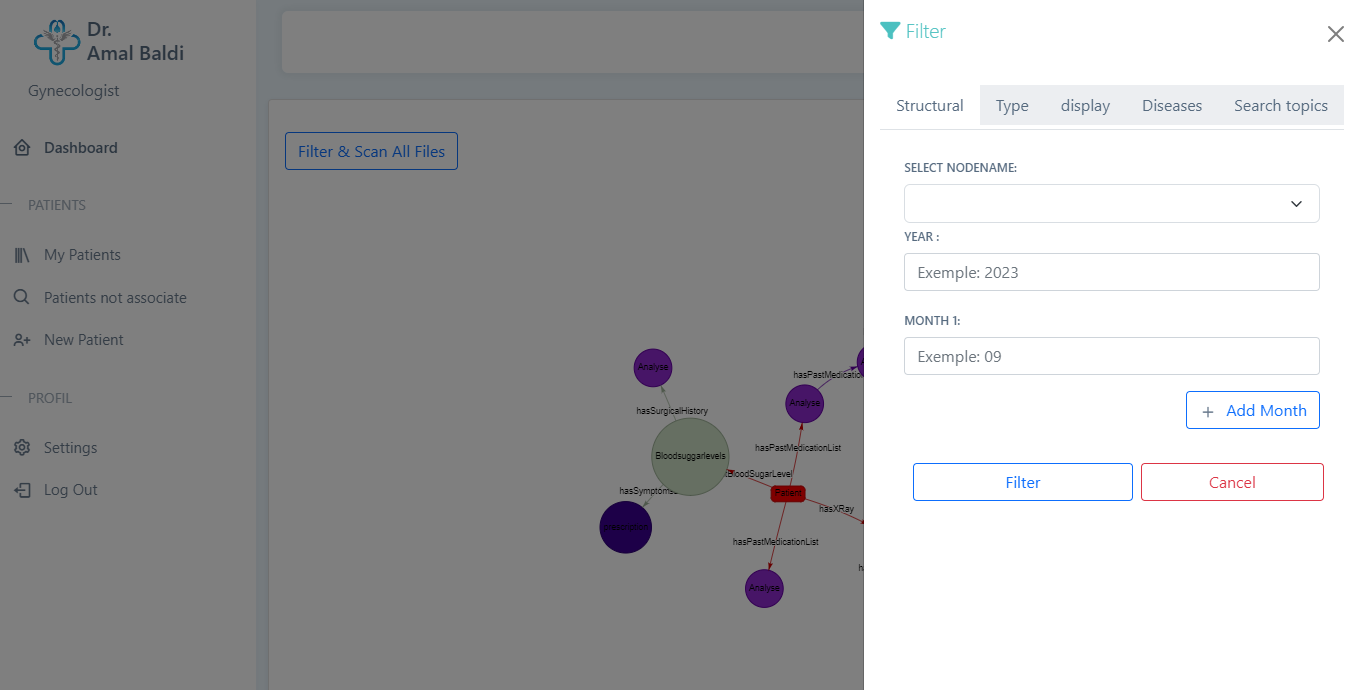 Dr.
Amal Baldi
Gynecologist
Dashboard
PATIENTS
My Patients
Patients not associate
New Patient
PROFIL
Settings
Log Out
Filter & Scan All Files
Analyse
hasSurgicalHistory
Bloodsuggarlevels
hasSymptoms
Prescription
hasPastMedicatio
Analyse
hasPastMedicationList
BloodSugarLevel
Patient
hasXRay
hasPastMedicationList
Analyse
Filter
Structural
Type
display
Diseases
Search topics
SELECT NODENAME:
YEAR :
Exemple: 2023
MONTH 1:
Exemple: 09
+ Add Month
Filter
Cancel